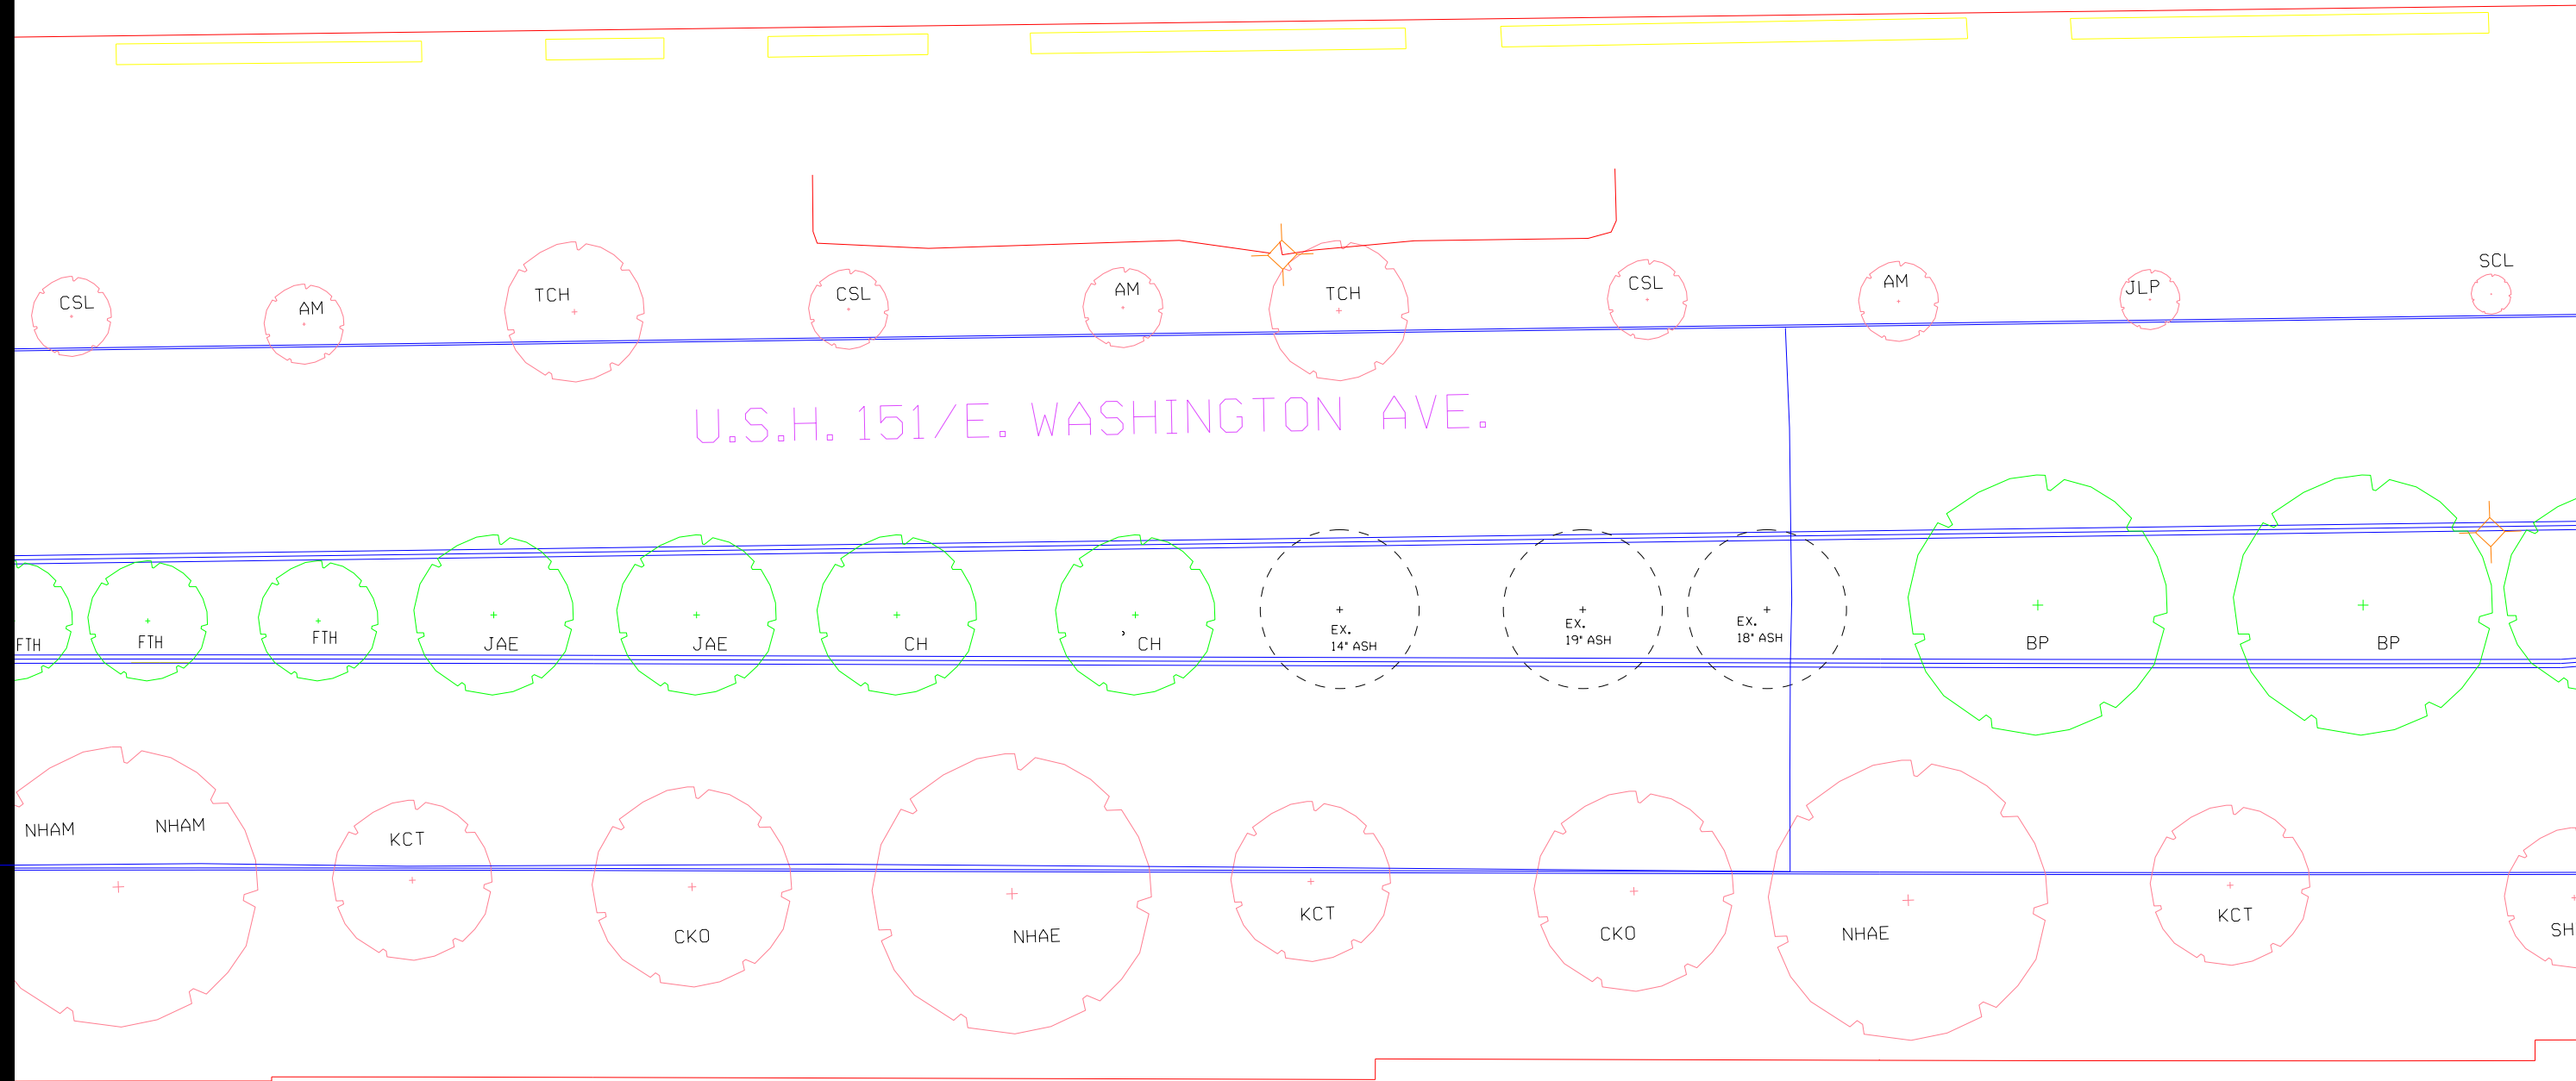 SCL
CSL
AM
TCH
CSL
AM
TCH
CSL
AM
JLP
U.S.H. 151/E. WASHINGTON AVE.
FTH
FTH
FTH
JAE
JAE
CH
CH
EX.
14" ASH
EX.
19" ASH
EX.
18" ASH
BP
BP
NHAM
NHAM
KCT
CKO
NHAE
KCT
CKO
NHAE
KCT
SH